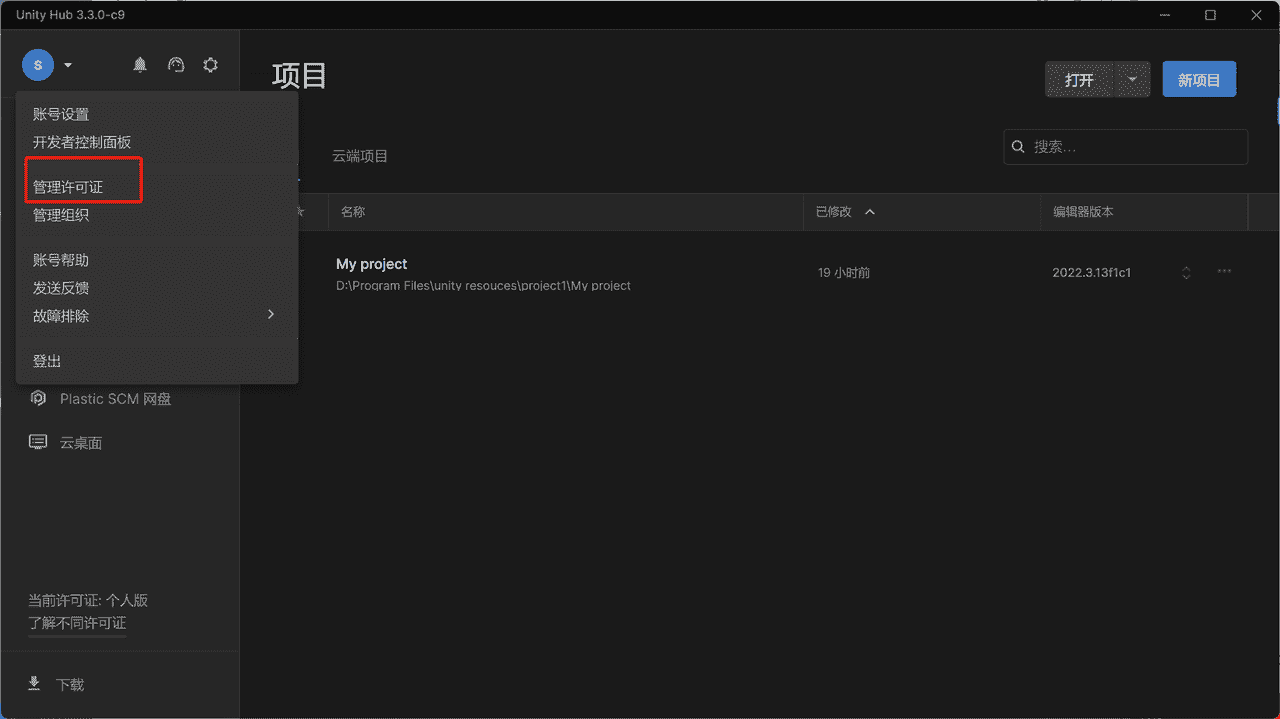 Unity Hub 3.3.0-c9
S
项目
打开
新项目
账号设置
开发者控制面板
管理许可证
管理组织
账号帮助
发送反馈
故障排除
登出
云端项目
搜索...
名称
已修改
编辑器版本
My project
D:\Program Files\unity resouces\project1\My project
19 小时前
2022.3.13f1c1
Plastic SCM 网盘
云桌面
当前许可证: 个人版
了解不同许可证
下载